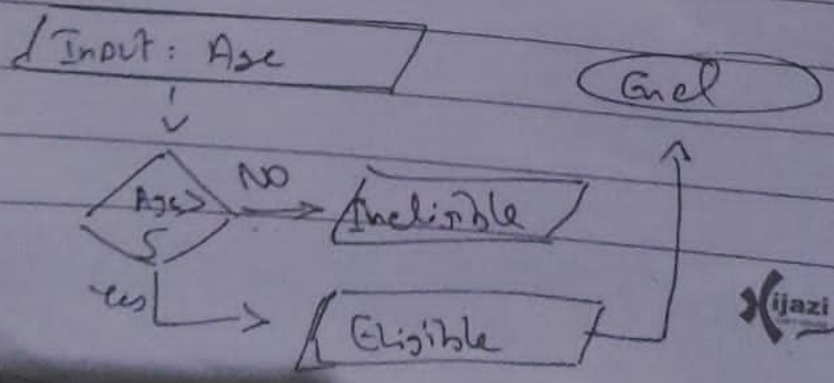 Input: Age
End
Age>
5
NO
Ineligible
Yes
Eligible
ijazi